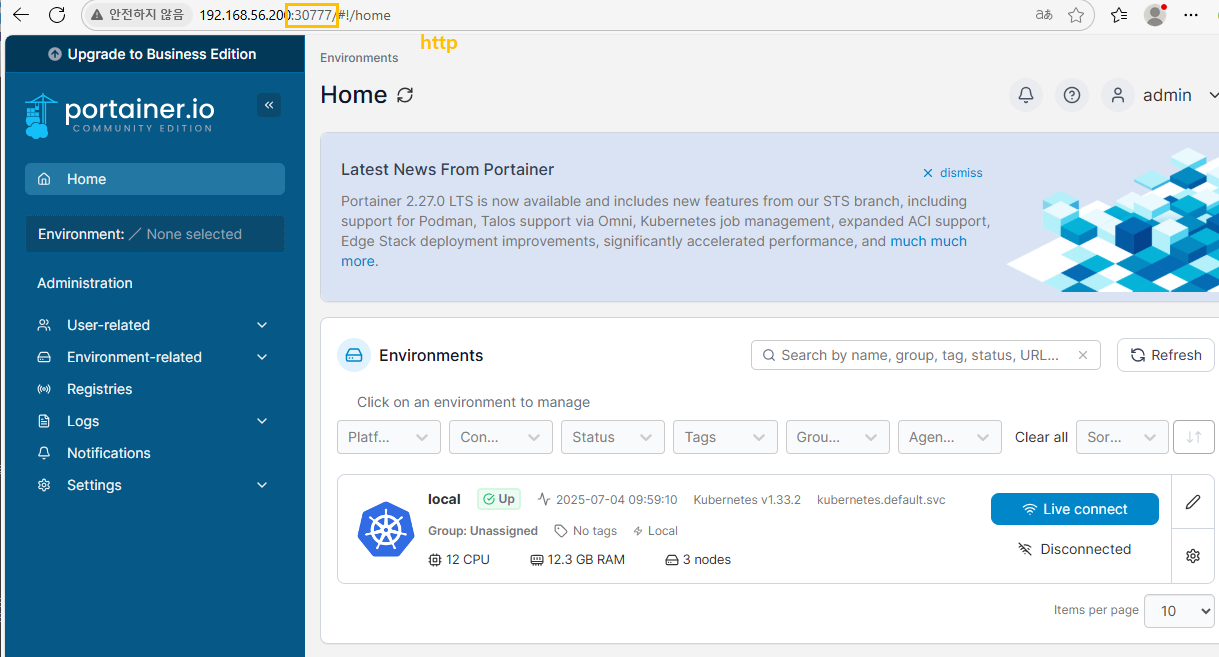 안전하지 않음 192.168.56.200:30777/#!/home
http
Upgrade to Business Edition
portainer.io
COMMUNITY EDITION
Home
Environment: / None selected
Administration
User-related
Environment-related
Registries
Logs
Notifications
Settings
Environments
Home
admin
Latest News From Portainer
dismiss
Portainer 2.27.0 LTS is now available and includes new features from our STS branch, including
support for Podman, Talos support via Omni, Kubernetes job management, expanded ACI support,
Edge Stack deployment improvements, significantly accelerated performance, and much much
more.
Environments
Search by name, group, tag, status, URL...
Refresh
Click on an environment to manage
Platf... Con... Status Tags Grou... Agen... Clear all Sor...
local Up 2025-07-04 09:59:10 Kubernetes v1.33.2 kubernetes.default.svc
Group: Unassigned No tags Local
12 CPU 12.3 GB RAM 3 nodes
Live connect
Disconnected
Items per page 10